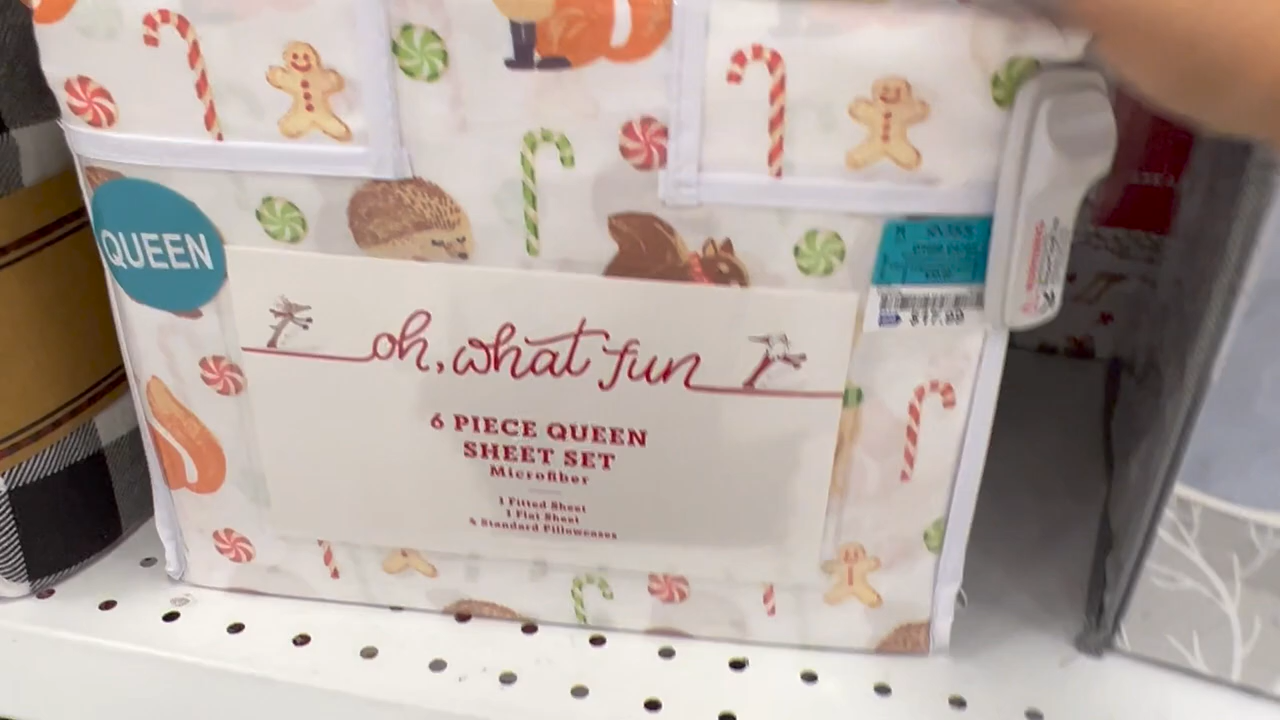 QUEEN
oh, what fun
6 PIECE QUEEN
SHEET SET
Microfiber
1 Fitted Sheet
1 Flat Sheet
4 Standard Pillowcases